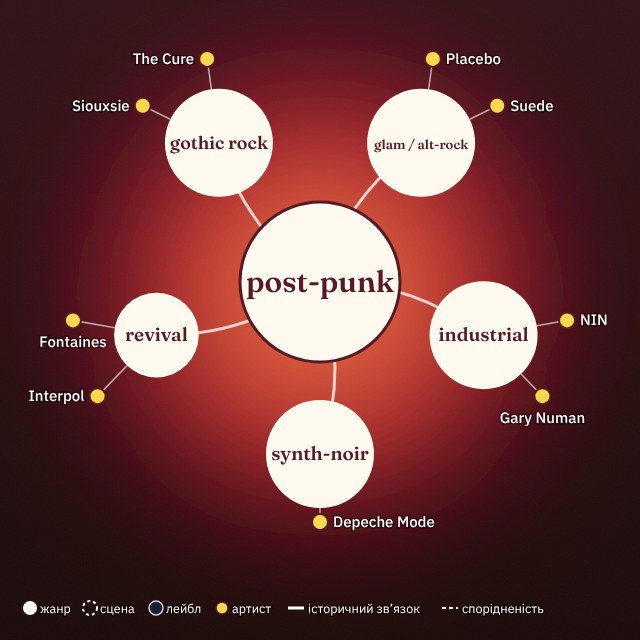 The Cure
Placebo
Siouxsie
Suede
gothic rock
glam / alt-rock
post-punk
NIN
revival
industrial
Fontaines
Interpol
Gary Numan
synth-noir
Depeche Mode
жанр сцена лейбл артист історичний зв’язок спорідненість